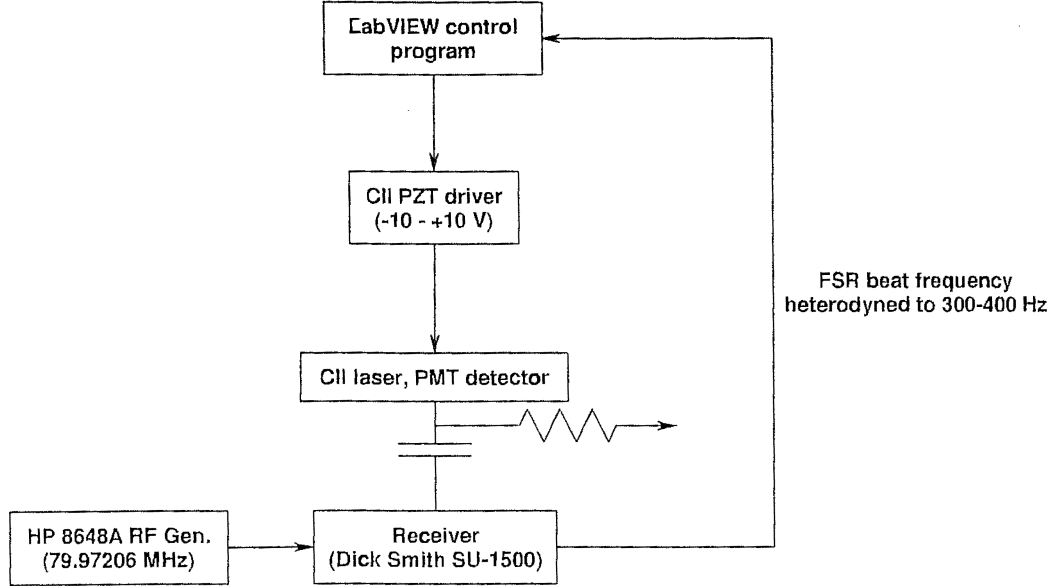 LabVIEW control
program
CII PZT driver
(-10 - +10 V)
FSR beat frequency
heterodyned to 300-400 Hz
CII laser, PMT detector
HP 8648A RF Gen.
(79.97206 MHz)
Receiver
(Dick Smith SU-1500)